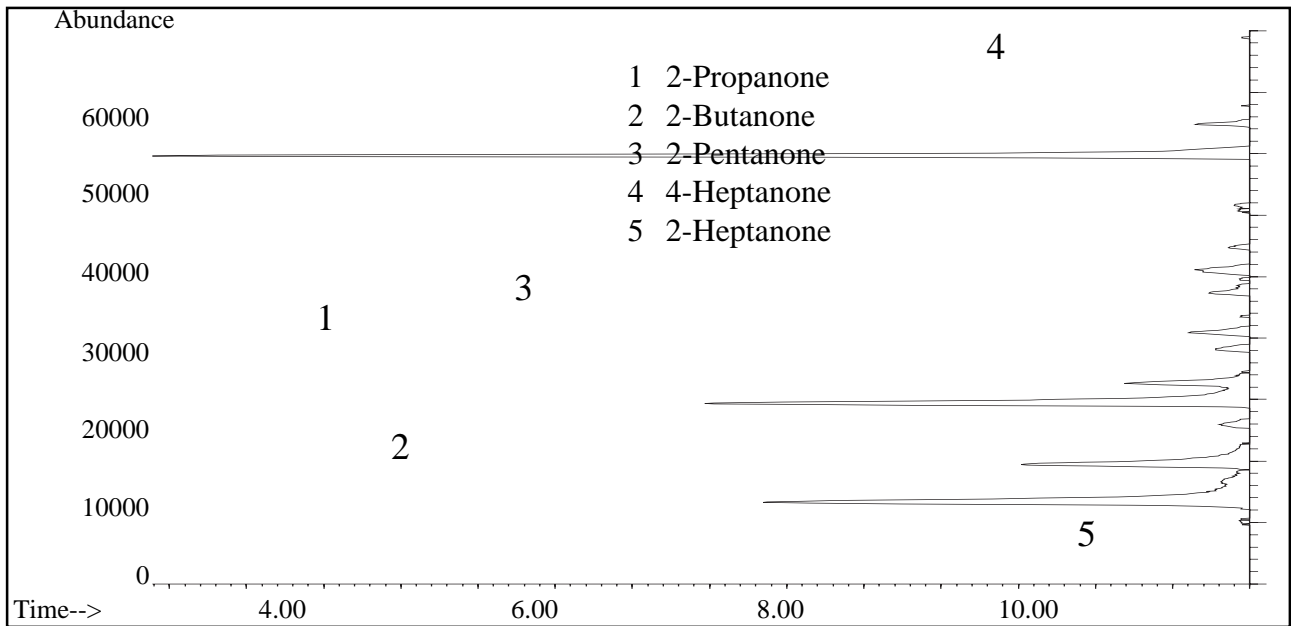 Abundance
4
1 2-Propanone
60000
2 2-Butanone
3 2-Pentanone
50000
4 4-Heptanone
5 2-Heptanone
40000
3
1
30000
20000
2
10000
5
0
Time--> 4.00 6.00 8.00 10.00